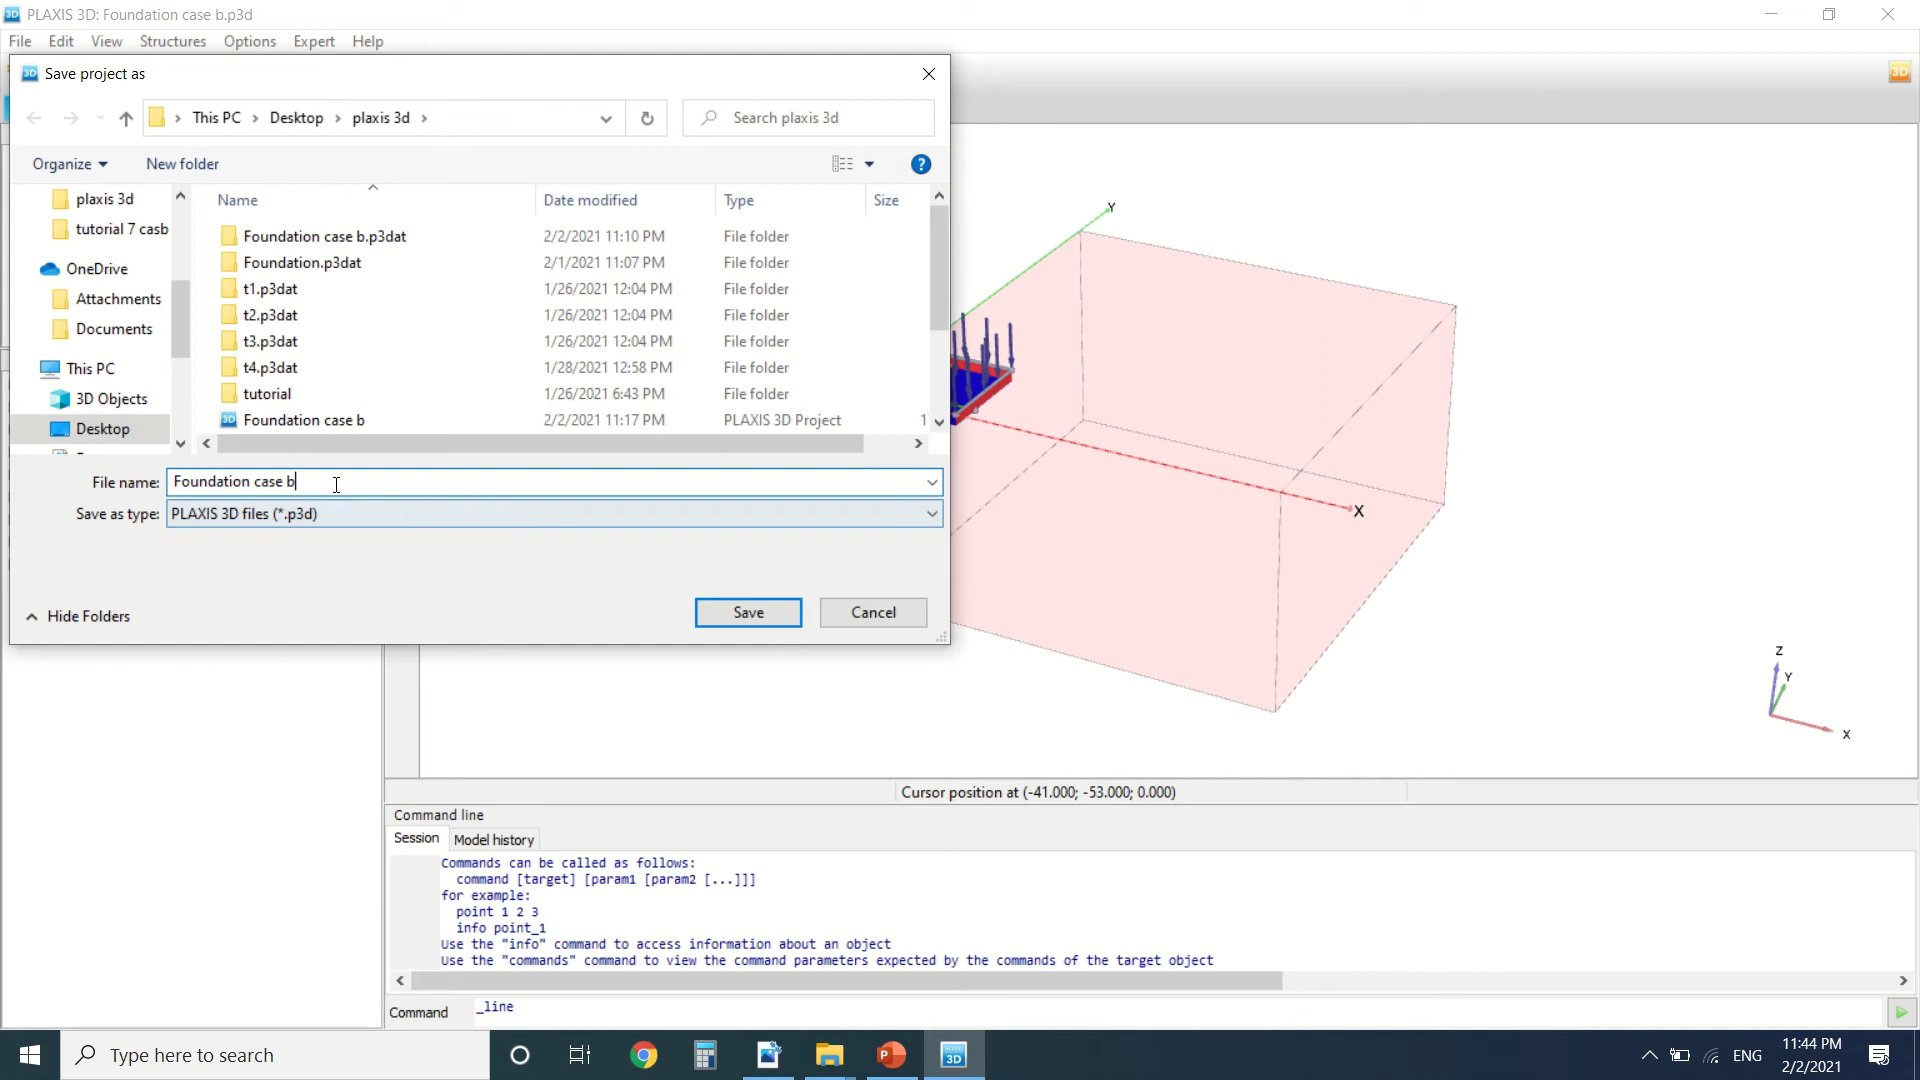 3D PLAXIS 3D: Foundation case b.p3d
File Edit View Structures Options Expert Help
3D Save project as
This PC Desktop plaxis 3d
Search plaxis 3d
3D
Organize New folder
?
Name Date modified Type Size
plaxis 3d
tutorial 7 casb
OneDrive
Attachments
Documents
This PC
3D Objects
Desktop
Foundation case b.p3dat 2/2/2021 11:10 PM File folder
Foundation.p3dat 2/1/2021 11:07 PM File folder
t1.p3dat 1/26/2021 12:04 PM File folder
t2.p3dat 1/26/2021 12:04 PM File folder
t3.p3dat 1/26/2021 12:04 PM File folder
t4.p3dat 1/28/2021 12:58 PM File folder
tutorial 1/26/2021 6:43 PM File folder
3D Foundation case b 2/2/2021 11:17 PM PLAXIS 3D Project 1
File name: Foundation case b
Save as type: PLAXIS 3D files (*.p3d)
Hide Folders
Save Cancel
Y
X
Z
Y
X
Cursor position at (-41.000; -53.000; 0.000)
Command line
Session Model history
Commands can be called as follows:
command [target] [param1 [param2 [...]]]
for example:
point 1 2 3
info point_1
Use the "info" command to access information about an object
Use the "commands" command to view the command parameters expected by the commands of the target object
Command _line
Type here to search
P
3D
ENG
11:44 PM
2/2/2021